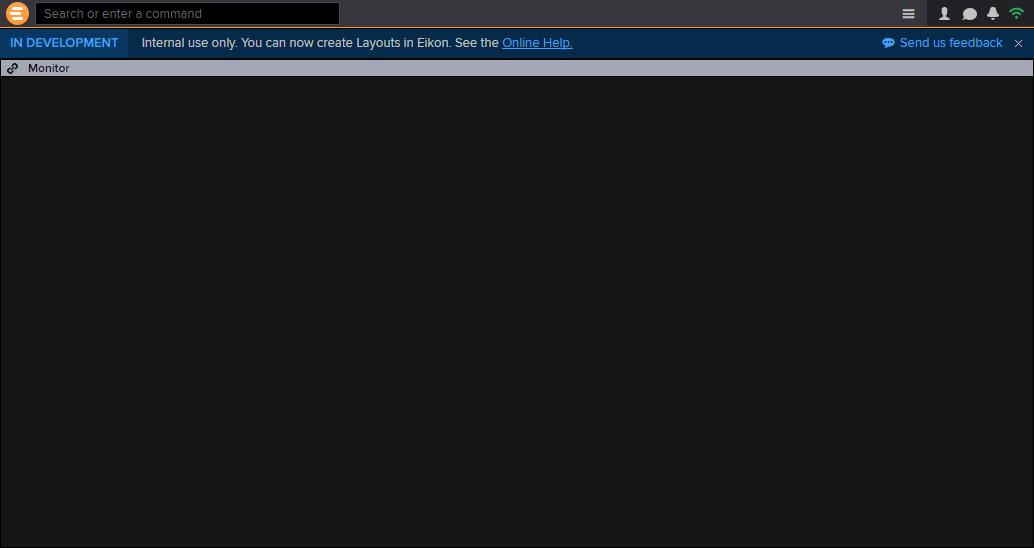 Search or enter a command
IN DEVELOPMENT Internal use only. You can now create Layouts in Eikon. See the Online Help. Send us feedback
Monitor